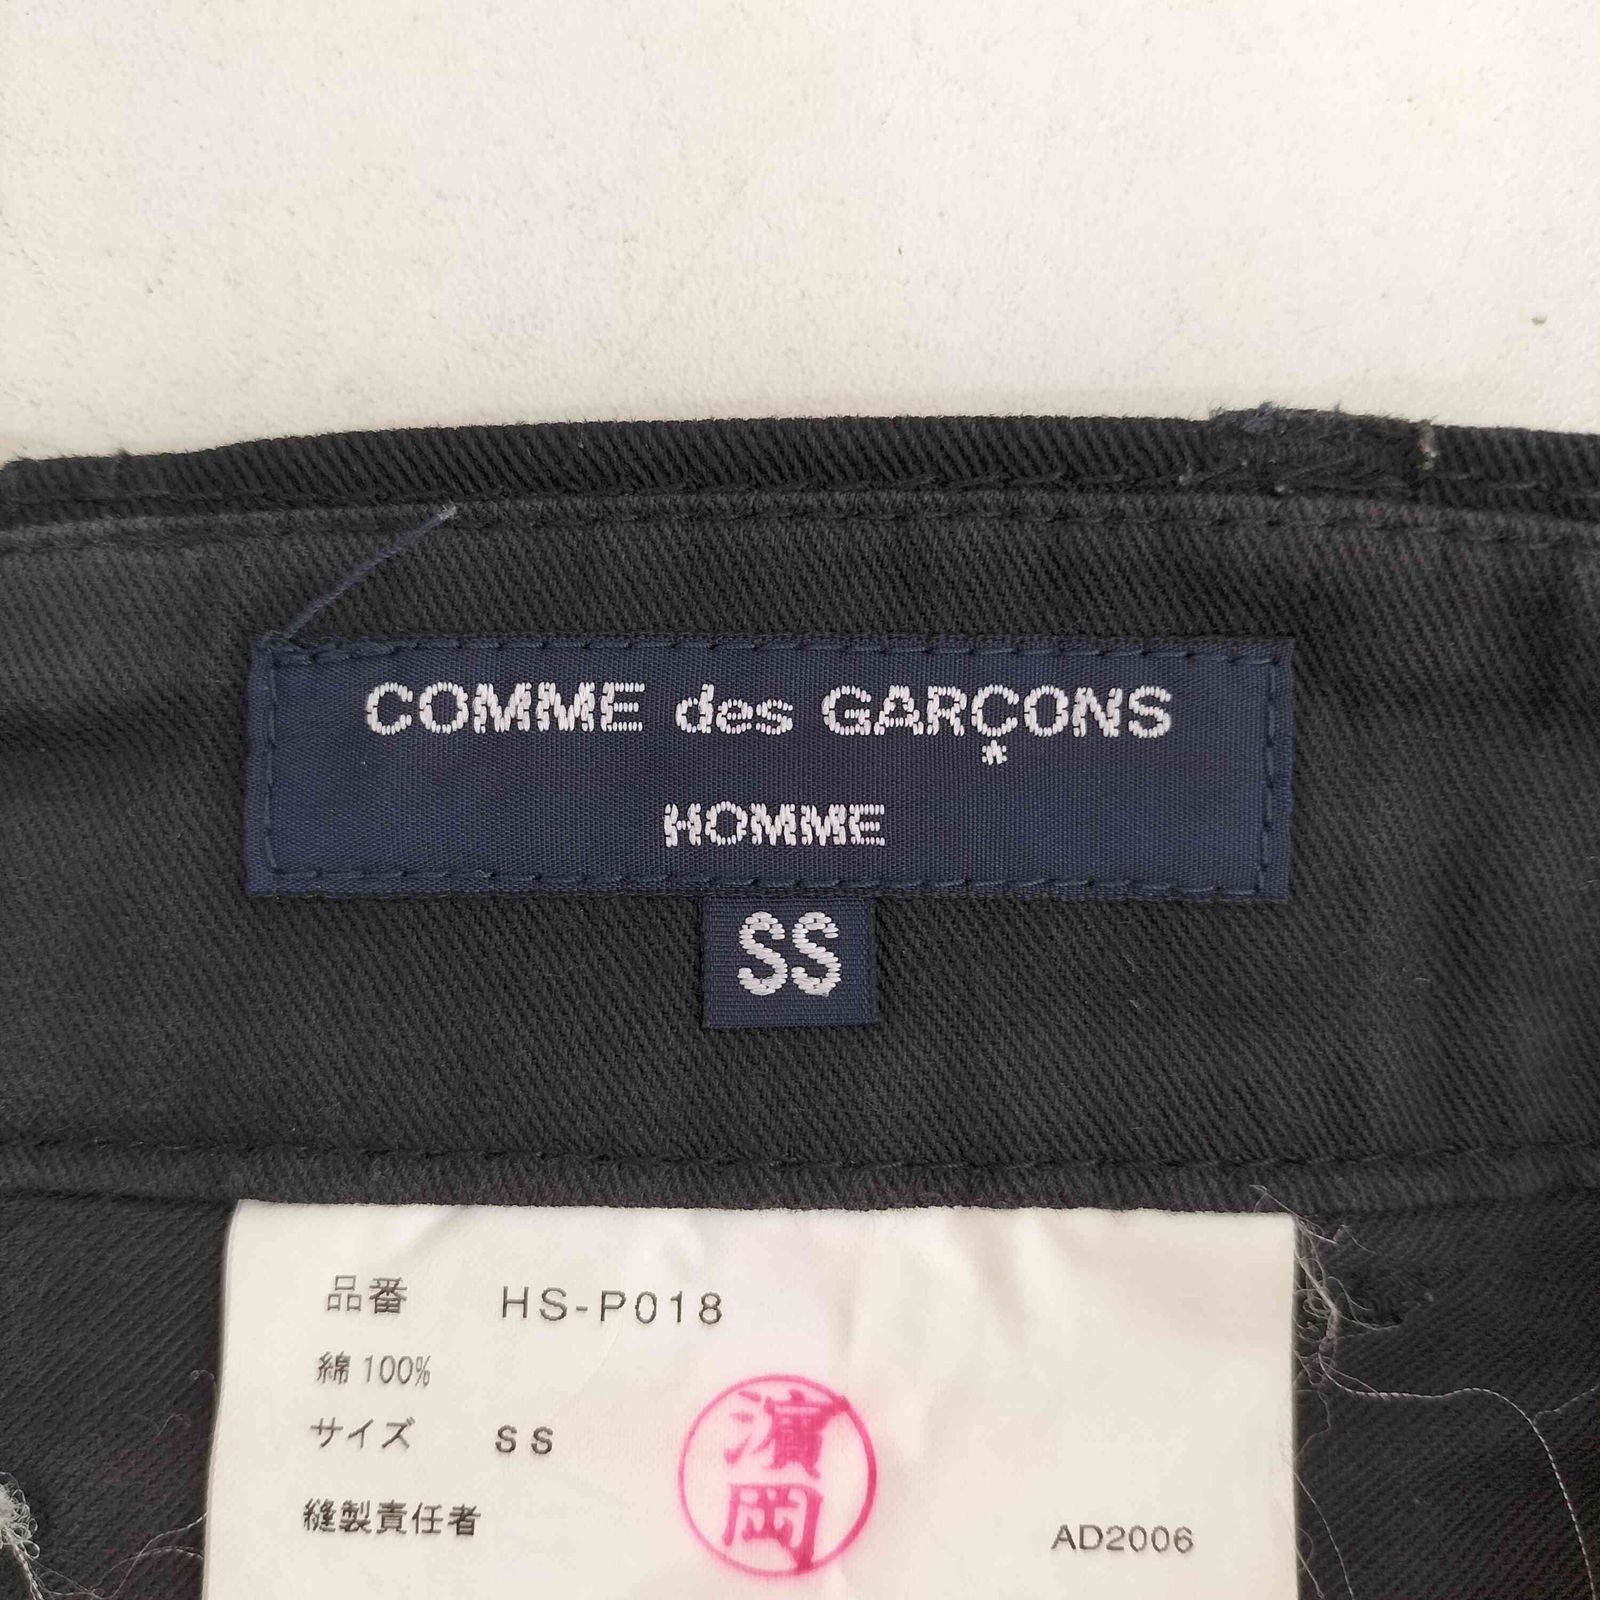 COMME des GARÇONS
HOMME
SS
品番 HS-P018
綿 100%
サイズ SS
濱岡
縫製責任者
AD2006